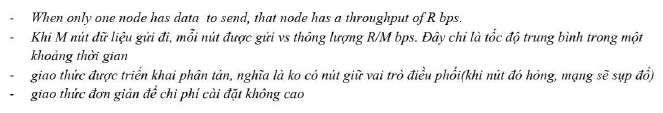 - When only one node has data to send, that node has a throughput of R bps.
- Khi M nút dữ liệu gửi đi, mỗi nút được gửi vs thông lượng R/M bps. Đây chỉ là tốc độ trung bình trong một
khoảng thời gian
- giao thức được triển khai phân tán, nghĩa là ko có nút giữ vai trò điều phối(khi nút đó hỏng, mạng sẽ sụp đổ)
- giao thức đơn giản để chi phí cài đặt không cao